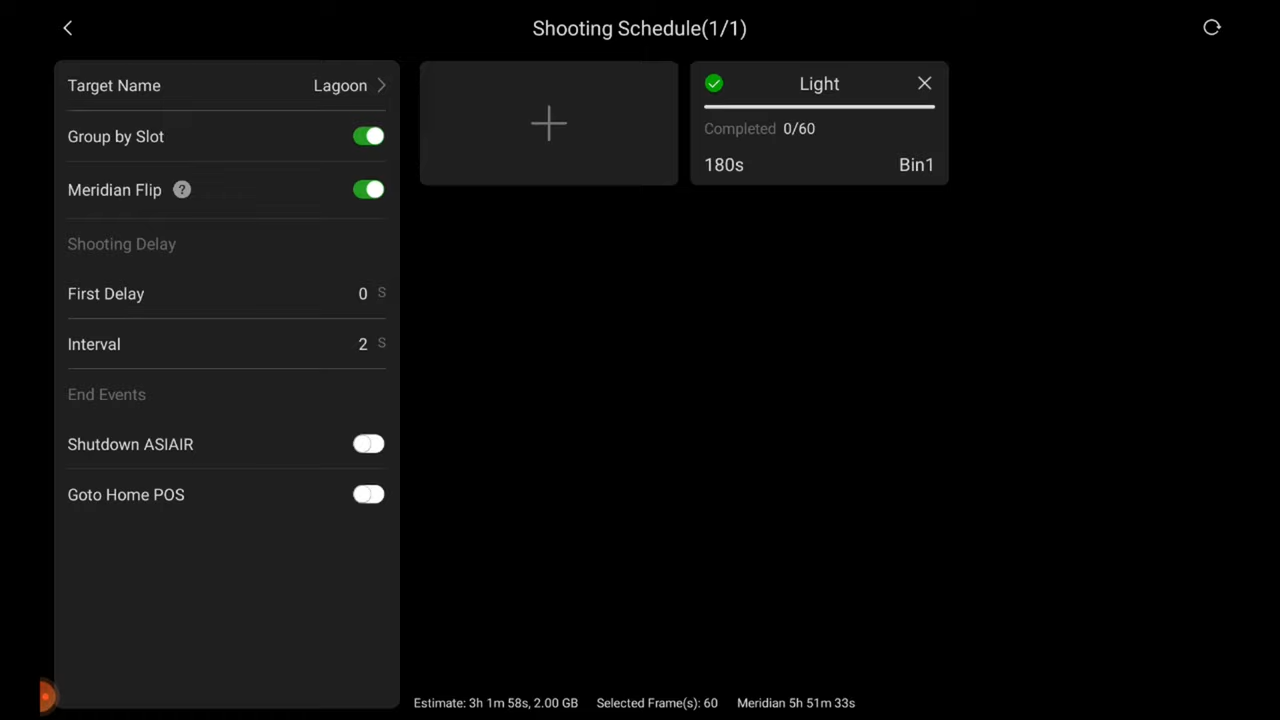 Shooting Schedule(1/1)
Target Name Lagoon
Group by Slot
Meridian Flip ?
Shooting Delay
First Delay 0 S
Interval 2 S
End Events
Shutdown ASIAIR
Goto Home POS
Light
Completed 0/60
180s Bin1
Estimate: 3h 1m 58s, 2.00 GB Selected Frame(s): 60 Meridian 5h 51m 33s